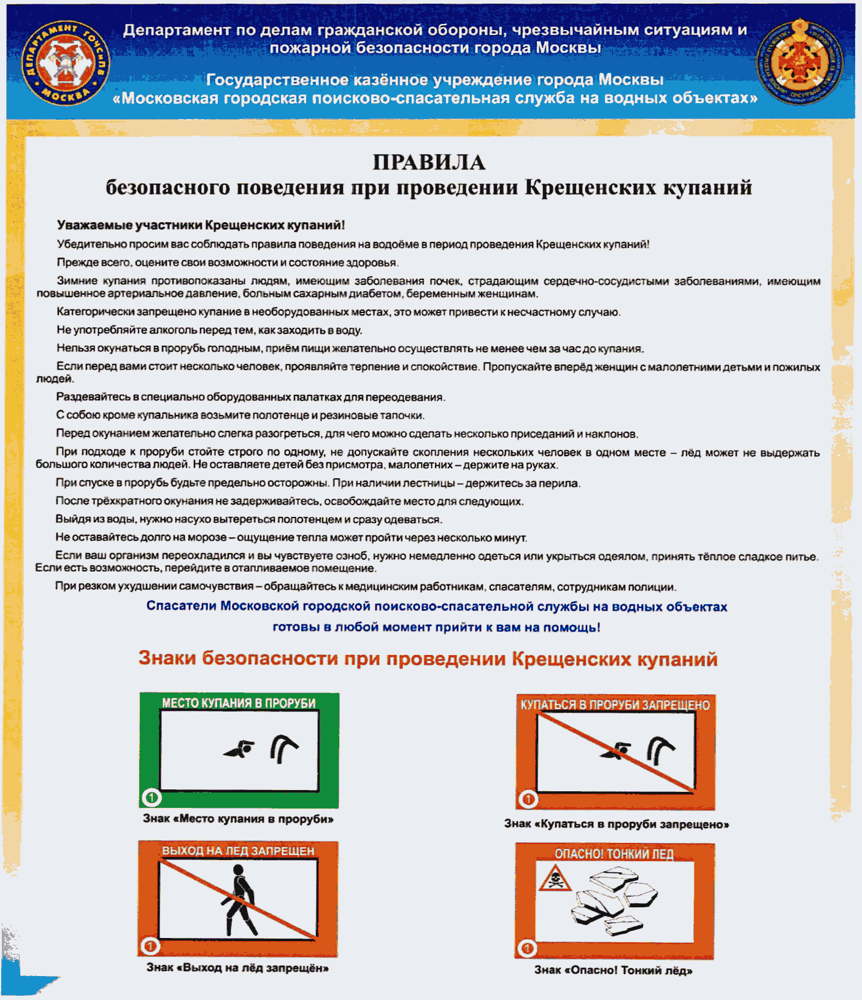 Департамент по делам гражданской обороны, чрезвычайным ситуациям и
пожарной безопасности города Москвы
Государственное казённое учреждение города Москвы
«Московская городская поисково-спасательная служба на водных объектах»
ДЕПАРТАМЕНТ ГОЧСиПБ
МОСКВА
ПРАВИЛА
безопасного поведения при проведении Крещенских купаний
Уважаемые участники Крещенских купаний!
Убедительно просим вас соблюдать правила поведения на водоёме в период проведения Крещенских купаний!
Прежде всего, оцените свои возможности и состояние здоровья.
Зимние купания противопоказаны людям, имеющим заболевания почек, страдающим сердечно-сосудистыми заболеваниями, имеющим
повышенное артериальное давление, больным сахарным диабетом, беременным женщинам.
Категорически запрещено купание в необорудованных местах, это может привести к несчастному случаю.
Не употребляйте алкоголь перед тем, как заходить в воду.
Нельзя окунаться в прорубь голодным, приём пищи желательно осуществлять не менее чем за час до купания.
Если перед вами стоит несколько человек, проявляйте терпение и спокойствие. Пропускайте вперёд женщин с малолетними детьми и пожилых
людей.
Раздевайтесь в специально оборудованных палатках для переодевания.
С собою кроме купальника возьмите полотенце и резиновые тапочки.
Перед окунанием желательно слегка разогреться, для чего можно сделать несколько приседаний и наклонов.
При подходе к проруби стойте строго по одному, не допускайте скопления нескольких человек в одном месте – лёд может не выдержать
большого количества людей. Не оставляете детей без присмотра, малолетних – держите на руках.
При спуске в прорубь будьте предельно осторожны. При наличии лестницы – держитесь за перила.
После трёхкратного окунания не задерживайтесь, освобождайте место для следующих.
Выйдя из воды, нужно насухо вытереться полотенцем и сразу одеваться.
Не оставайтесь долго на морозе – ощущение тепла может пройти через несколько минут.
Если ваш организм переохладился и вы чувствуете озноб, нужно немедленно одеться или укрыться одеялом, принять тёплое сладкое питье.
Если есть возможность, перейдите в отапливаемое помещение.
При резком ухудшении самочувствия – обращайтесь к медицинским работникам, спасателям, сотрудникам полиции.
Спасатели Московской городской поисково-спасательной службы на водных объектах
готовы в любой момент прийти к вам на помощь!
Знаки безопасности при проведении Крещенских купаний
МЕСТО КУПАНИЯ В ПРОРУБИ
1
Знак «Место купания в проруби»
КУПАТЬСЯ В ПРОРУБИ ЗАПРЕЩЕНО
1
Знак «Купаться в проруби запрещено»
ВЫХОД НА ЛЕД ЗАПРЕЩЕН
1
Знак «Выход на лёд запрещён»
ОПАСНО! ТОНКИЙ ЛЕД
1
Знак «Опасно! Тонкий лёд»